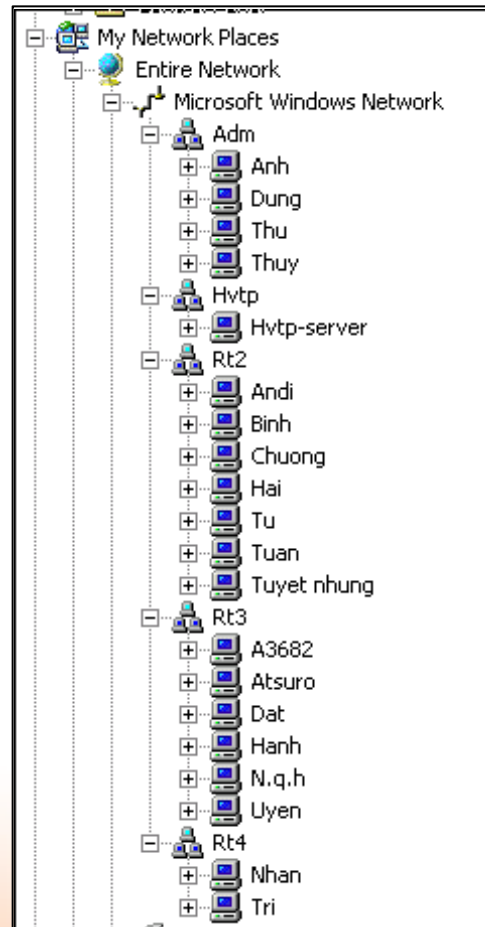 My Network Places
Entire Network
Microsoft Windows Network
Adm
Anh
Dung
Thu
Thuy
Hvtp
Hvtp-server
Rt2
Andi
Binh
Chuong
Hai
Tu
Tuan
Tuyet nhung
Rt3
A3682
Atsuro
Dat
Hanh
N.q.h
Uyen
Rt4
Nhan
Tri